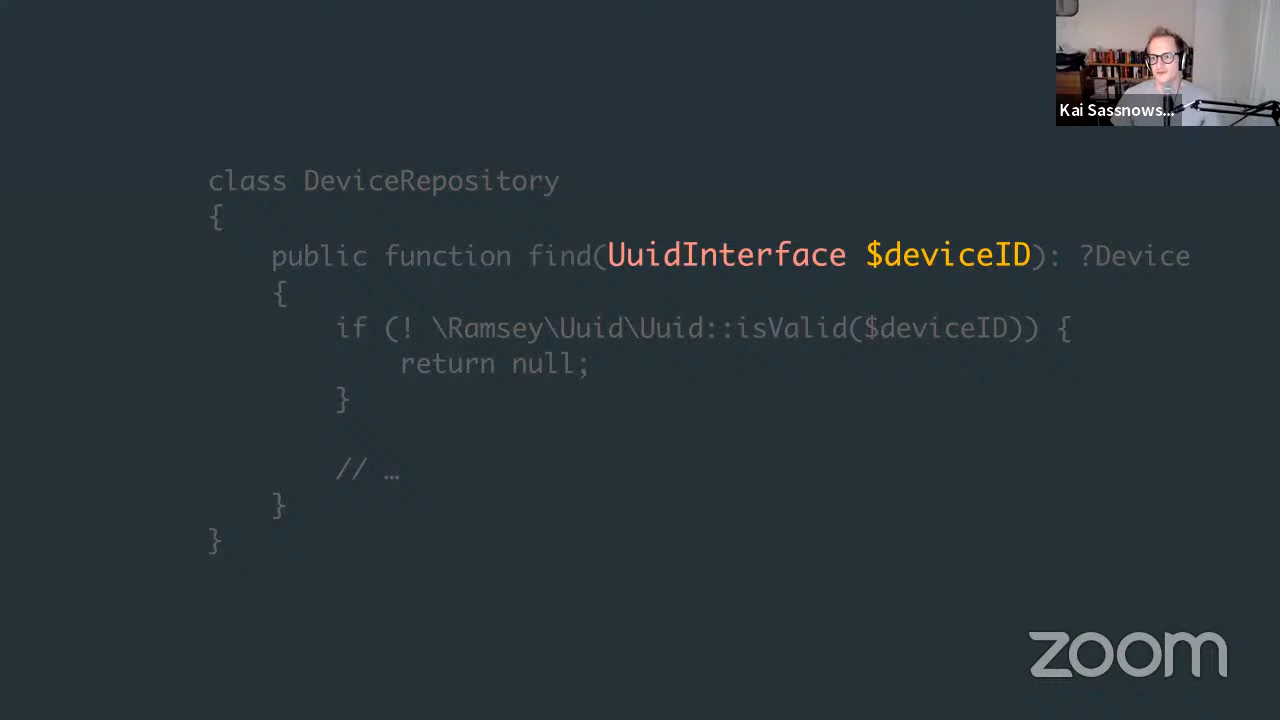 Kai Sassnows...
class DeviceRepository
{
public function find(UuidInterface $deviceID): ?Device
{
if (! \Ramsey\Uuid\Uuid::isValid($deviceID)) {
return null;
}
// …
}
}
zoom